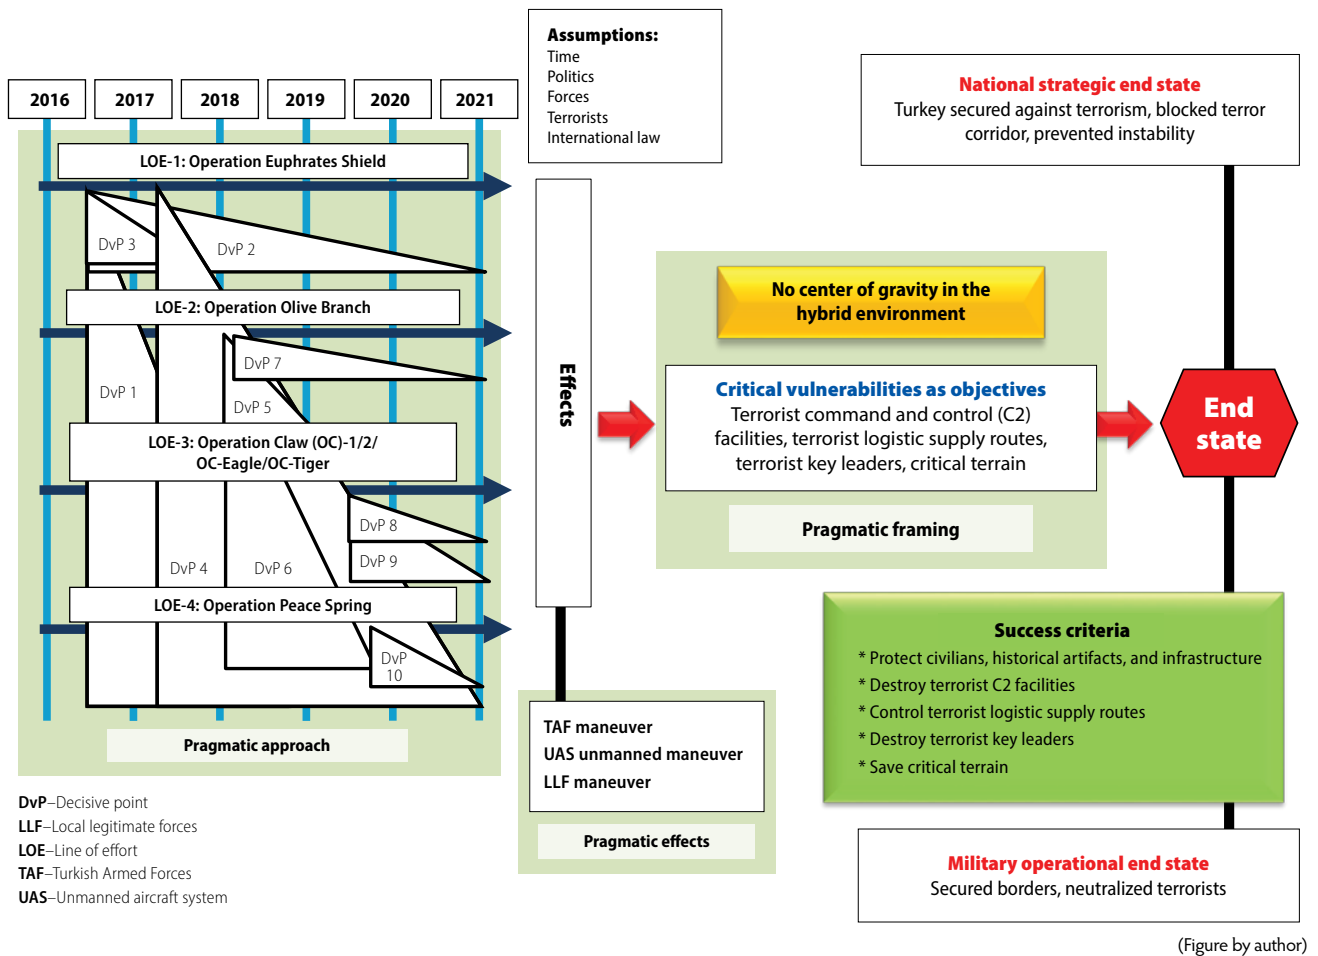 2016
2017
2018
2019
2020
2021
LOE-1: Operation Euphrates Shield
DvP 3
DvP 2
LOE-2: Operation Olive Branch
DvP 7
DvP 1
DvP 5
LOE-3: Operation Claw (OC)-1/2/
OC-Eagle/OC-Tiger
DvP 8
DvP 9
DvP 4
DvP 6
LOE-4: Operation Peace Spring
DvP
10
Pragmatic approach
DvP–Decisive point
LLF–Local legitimate forces
LOE–Line of effort
TAF–Turkish Armed Forces
UAS–Unmanned aircraft system
Assumptions:
Time
Politics
Forces
Terrorists
International law
Effects
TAF maneuver
UAS unmanned maneuver
LLF maneuver
Pragmatic effects
No center of gravity in the
hybrid environment
Critical vulnerabilities as objectives
Terrorist command and control (C2)
facilities, terrorist logistic supply routes,
terrorist key leaders, critical terrain
Pragmatic framing
National strategic end state
Turkey secured against terrorism, blocked terror
corridor, prevented instability
End
state
Success criteria
* Protect civilians, historical artifacts, and infrastructure
* Destroy terrorist C2 facilities
* Control terrorist logistic supply routes
* Destroy terrorist key leaders
* Save critical terrain
Military operational end state
Secured borders, neutralized terrorists
(Figure by author)